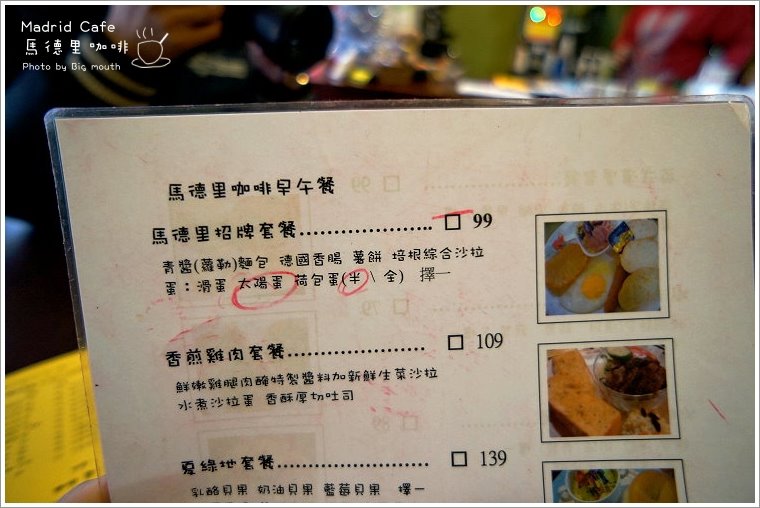 Madrid Cafe
馬德里咖啡
Photo by Big mouth
馬德里咖啡早午餐
馬德里招牌套餐.................... □ 99
青醬(蘿勒)麵包 德國香腸 薯餅 培根綜合沙拉
蛋：滑蛋 太陽蛋 荷包蛋(半 \ 全) 擇一
香煎雞肉套餐...................... □ 109
鮮嫩雞腿肉醃特製醬料加新鮮生菜沙拉
水煮沙拉蛋 香酥厚切吐司
夏綠地套餐........................ □ 139
乳酪貝果 奶油貝果 藍莓貝果 擇一